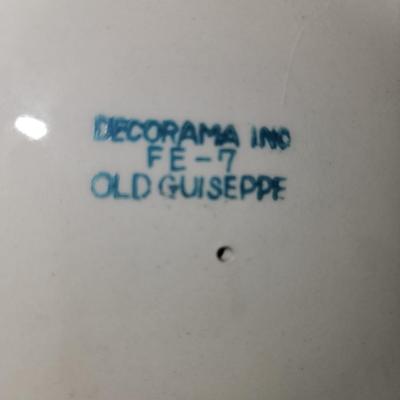 DECORAMA INC
FE-7
OLD GUISEPPE